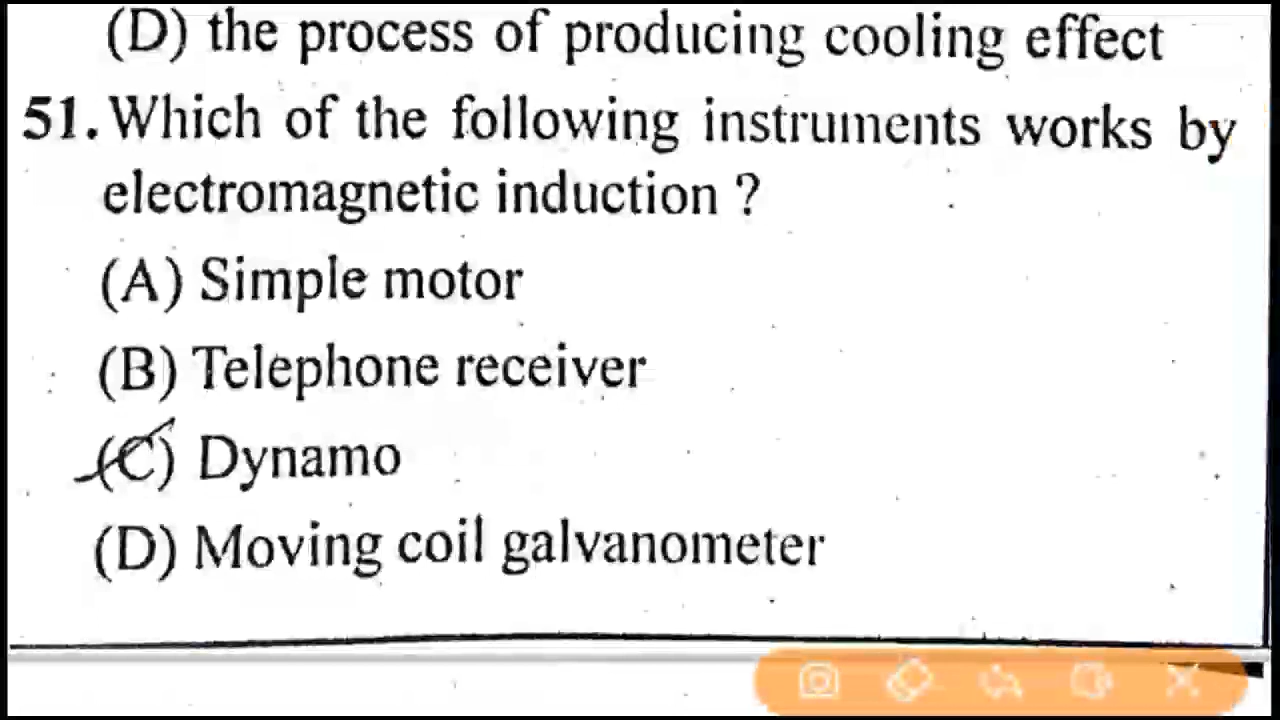 (D) the process of producing cooling effect
51. Which of the following instruments works by
electromagnetic induction ?
(A) Simple motor
(B) Telephone receiver
(C) Dynamo
(D) Moving coil galvanometer